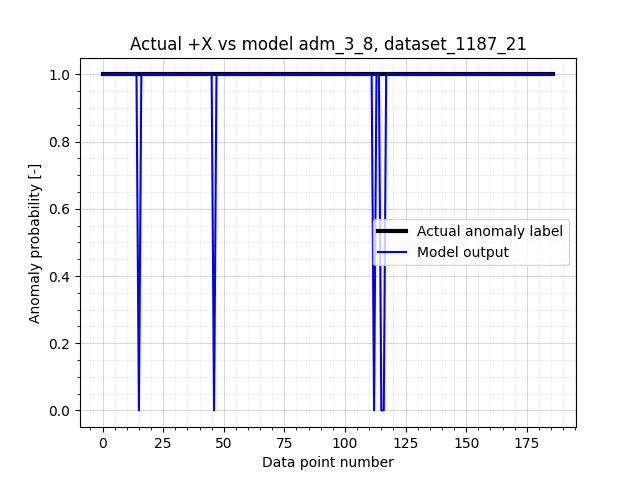 Actual +X vs model adm_3_8, dataset_1187_21
Anomaly probability [-]
1.0
0.8
0.6
0.4
0.2
0.0
Actual anomaly label
Model output
0 25 50 75 100 125 150 175
Data point number